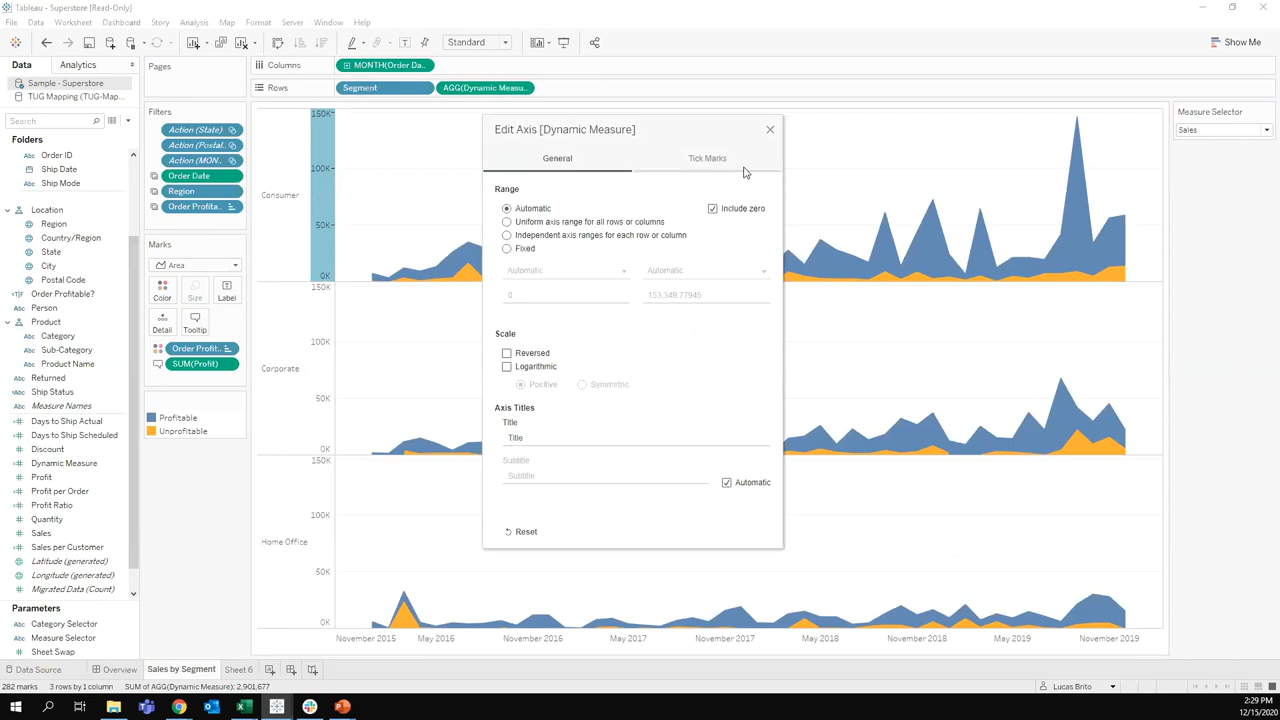 Tableau - Superstore [Read-Only]
File Data Worksheet Dashboard Story Analysis Map Format Server Window Help
Standard
Show Me
Data Analytics
Sample - Superstore
TUG Mapping (TUG-Map...
Search
Folders
Order ID
Ship Date
Ship Mode
Location
Region
Country/Region
State
City
Postal Code
Order Profitable?
Person
Product
Category
Sub-Category
Product Name
Returned
Ship Status
Measure Names
Days to Ship Actual
Days to Ship Scheduled
Discount
Dynamic Measure
Profit
Profit per Order
Profit Ratio
Quantity
Sales
Sales per Customer
Latitude (generated)
Longitude (generated)
Migrated Data (Count)
Parameters
Category Selector
Measure Selector
Sheet Swap
Pages
Filters
Action (State)
Action (Postal..
Action (MON..
Order Date
Region
Order Profita..
Marks
Area
Color Size Label
Detail Tooltip
Order Profit..
SUM(Profit)
Profitable
Unprofitable
Columns MONTH(Order Da..
Rows Segment AGG(Dynamic Measu..
Consumer
150K
100K
50K
0K
Corporate
150K
100K
50K
0K
Home Office
150K
100K
50K
0K
November 2015 May 2016 November 2016 May 2017 November 2017 May 2018 November 2018 May 2019 November 2019
Edit Axis [Dynamic Measure]
General Tick Marks
Range
Automatic Include zero
Uniform axis range for all rows or columns
Independent axis ranges for each row or column
Fixed
Automatic Automatic
0 153,349.77945
Scale
Reversed
Logarithmic
Positive Symmetric
Axis Titles
Title
Title
Subtitle
Subtitle
Automatic
Reset
Measure Selector
Sales
Data Source Overview Sales by Segment Sheet 6
282 marks 3 rows by 1 column SUM of AGG(Dynamic Measure): 2,901,677 Lucas Brito
2:29 PM
12/15/2020